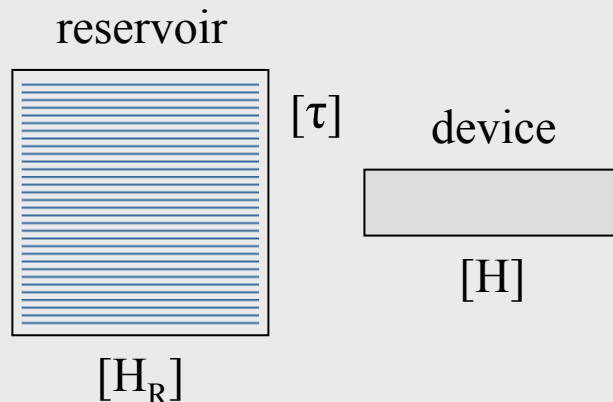 reservoir
[τ]
device
[H]
[H_R]